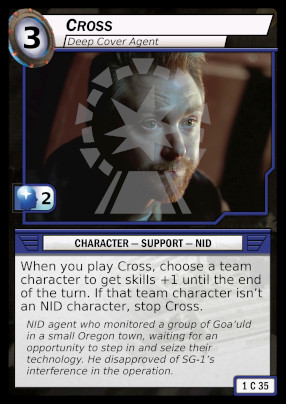 3
Cross
Deep Cover Agent
2
CHARACTER – SUPPORT – NID
When you play Cross, choose a team
character to get skills +1 until the end
of the turn. If that team character isn't
an NID character, stop Cross.
NID agent who monitored a group of Goa'uld
in a small Oregon town, waiting for an
opportunity to step in and seize their
technology. He disapproved of SG-1's
interference in the operation.
1 C 35